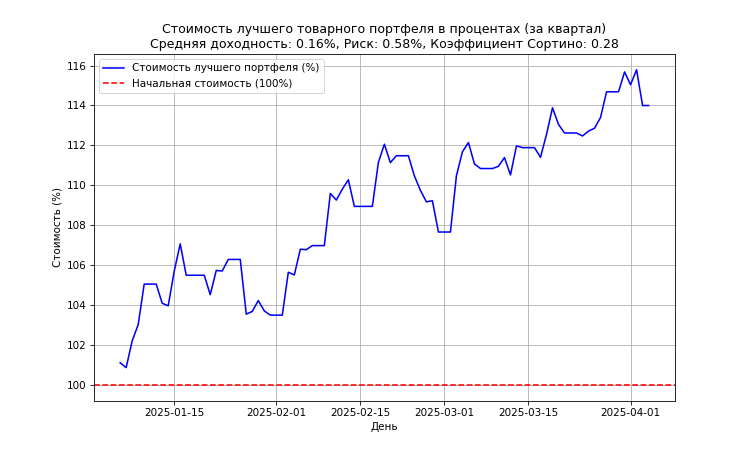 Стоимость лучшего товарного портфеля в процентах (за квартал)
Средняя доходность: 0.16%, Риск: 0.58%, Коэффициент Сортино: 0.28
Стоимость лучшего портфеля (%)
Начальная стоимость (100%)
Стоимость (%)
116
114
112
110
108
106
104
102
100
2025-01-15
2025-02-01
2025-02-15
2025-03-01
2025-03-15
2025-04-01
День